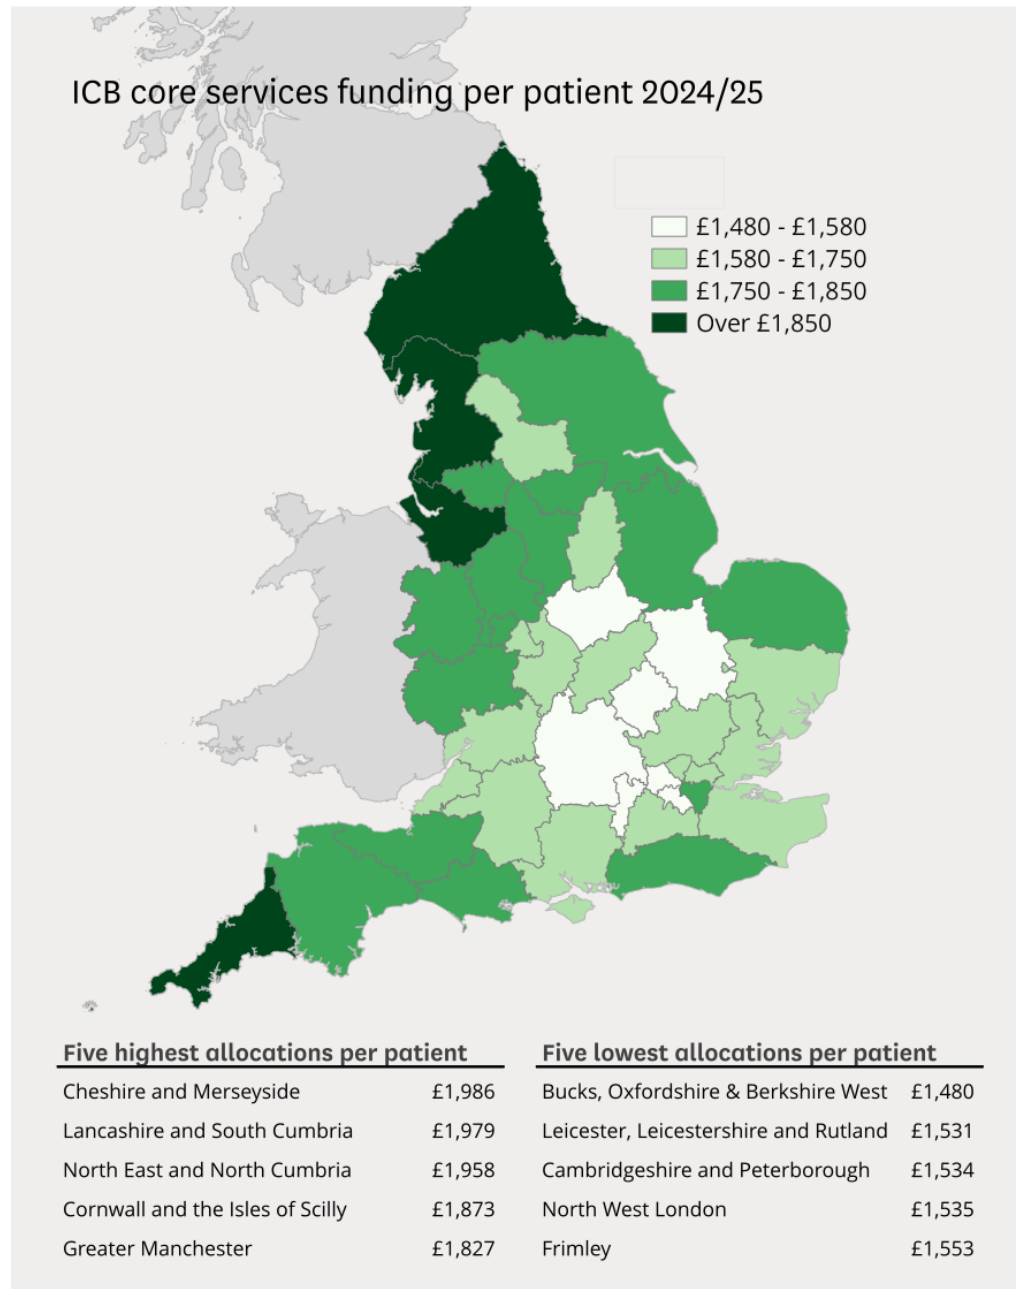 ICB core services funding per patient 2024/25
£1,480 - £1,580
£1,580 - £1,750
£1,750 - £1,850
Over £1,850
Five highest allocations per patient
Cheshire and Merseyside £1,986
Lancashire and South Cumbria £1,979
North East and North Cumbria £1,958
Cornwall and the Isles of Scilly £1,873
Greater Manchester £1,827
Five lowest allocations per patient
Bucks, Oxfordshire & Berkshire West £1,480
Leicester, Leicestershire and Rutland £1,531
Cambridgeshire and Peterborough £1,534
North West London £1,535
Frimley £1,553